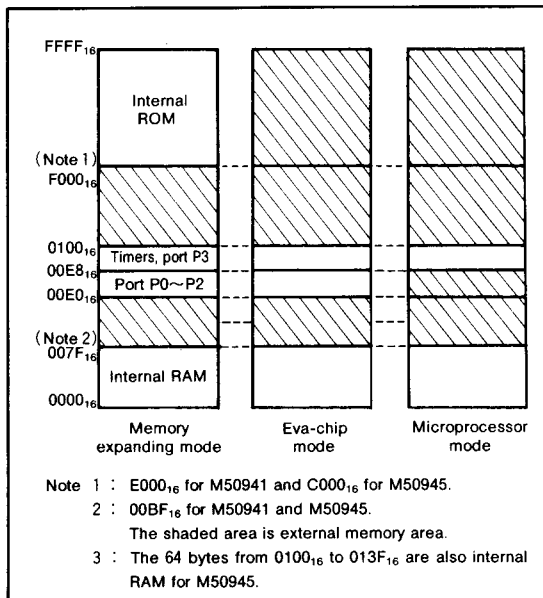 FFFF₁₆
Internal
ROM
(Note 1)
F000₁₆
0100₁₆
Timers, port P3
00E8₁₆
Port P0～P2
00E0₁₆
(Note 2)
007F₁₆
Internal RAM
0000₁₆
Memory
expanding mode
Eva-chip
mode
Microprocessor
mode
Note 1 : E000₁₆ for M50941 and C000₁₆ for M50945.
2 : 00BF₁₆ for M50941 and M50945.
The shaded area is external memory area.
3 : The 64 bytes from 0100₁₆ to 013F₁₆ are also internal
RAM for M50945.